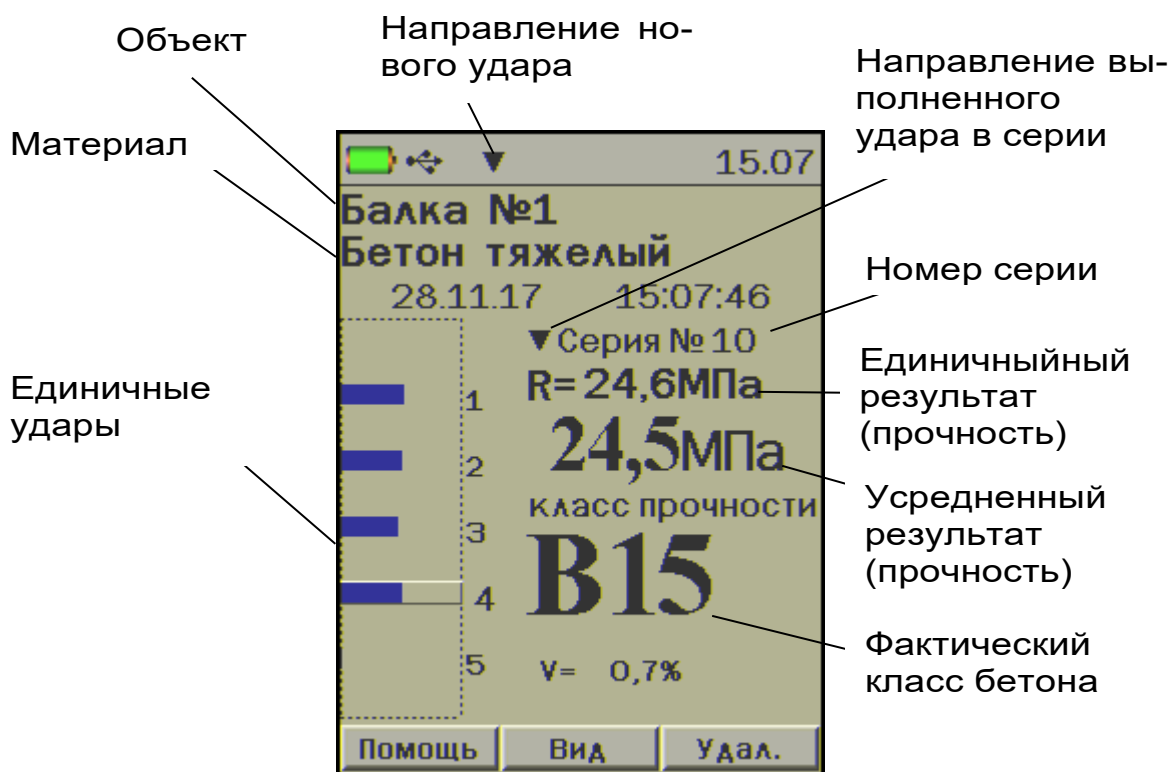 Объект
Направление но-
вого удара
Направление вы-
полненного
удара в серии
Материал
15.07
Балка №1
Бетон тяжелый
28.11.17 15:07:46
Номер серии
▼Серия № 10
Единичныйный
результат
(прочность)
R=24,6МПа
Единичные
удары
1
2
3
4
5
24,5МПа
Усредненный
результат
(прочность)
класс прочности
B15
Фактический
класс бетона
V= 0,7%
Помощь Вид Удал.